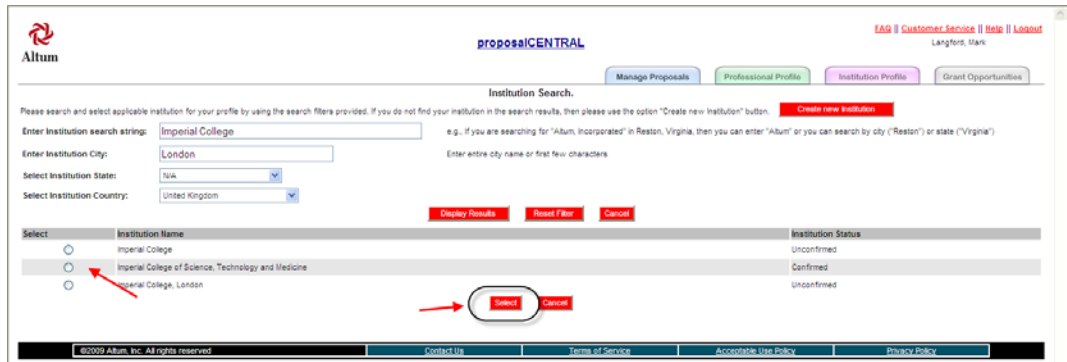 FAQ || Customer Service || Help || Logout
Altum
proposalCENTRAL
Langford, Mark
Manage Proposals Professional Profile Institution Profile Grant Opportunities
Institution Search.
Please search and select applicable institution for your profile by using the search filters provided. If you do not find your institution in the search results, then please use the option "Create new Institution" button. Create new Institution
Enter Institution search string: Imperial College e.g., If you are searching for "Altum, Incorporated" in Reston, Virginia, then you can enter "Altum" or you can search by city ("Reston") or state ("Virginia")
Enter Institution City: London Enter entire city name or first few characters
Select Institution State: N/A
Select Institution Country: United Kingdom
Display Results Reset Filter Cancel
Select Institution Name Institution Status
Imperial College Unconfirmed
Imperial College of Science, Technology and Medicine Confirmed
Imperial College, London Unconfirmed
Select Cancel
©2009 Altum, Inc. All rights reserved Contact Us Terms of Service Acceptable Use Policy Privacy Policy